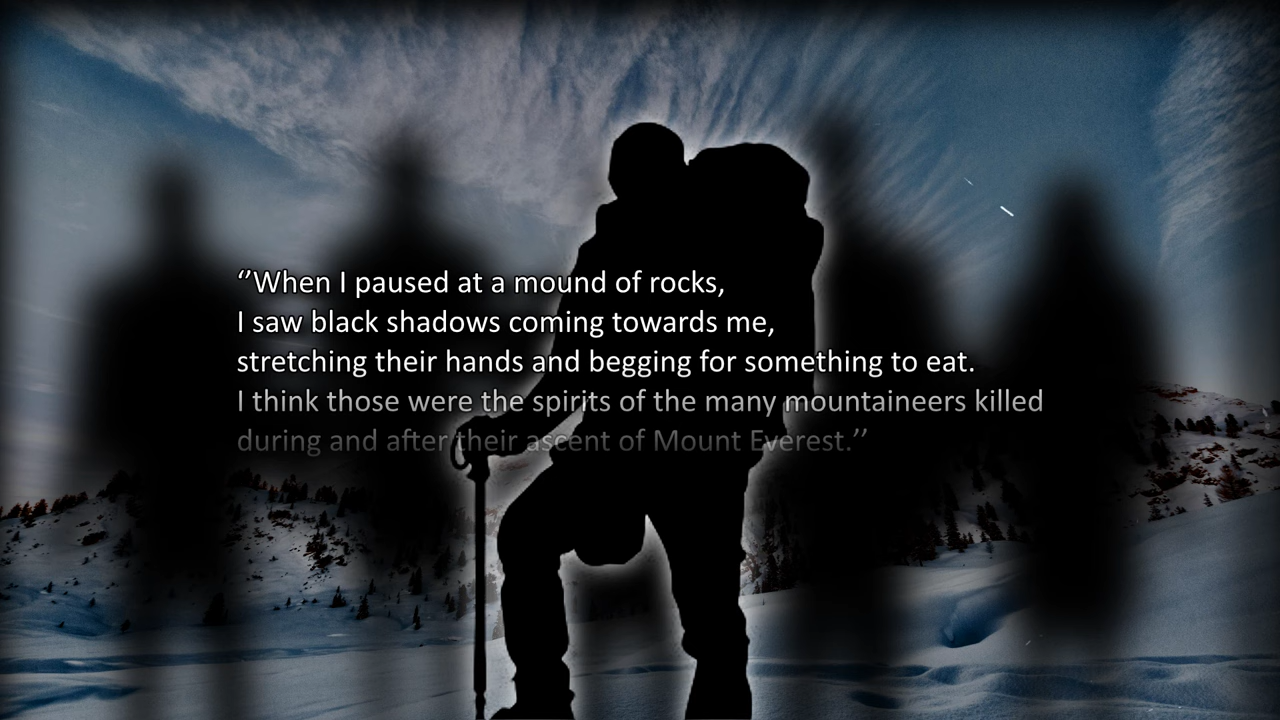 ‘’When I paused at a mound of rocks,
I saw black shadows coming towards me,
stretching their hands and begging for something to eat.
I think those were the spirits of the many mountaineers killed
during and after their ascent of Mount Everest.’’